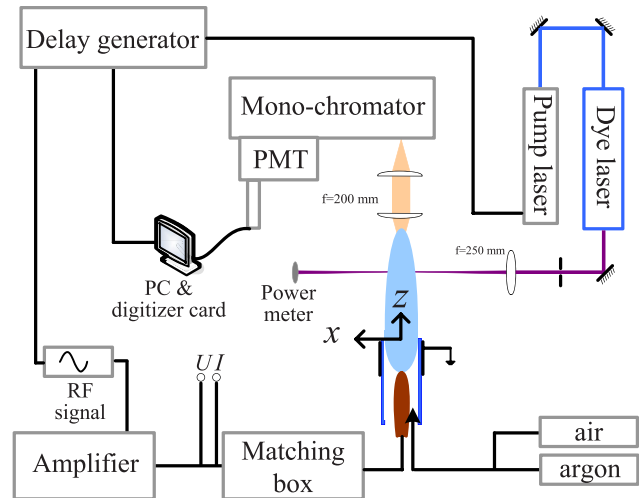 Delay generator
Mono-chromator
PMT
Pump laser
Dye laser
f=200 mm
f=250 mm
PC &
digitizer card
Power
meter
z
x
U I
RF
signal
Amplifier
Matching
box
air
argon